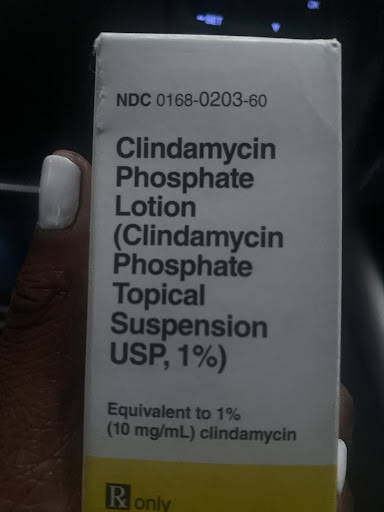 NDC 0168-0203-60
Clindamycin
Phosphate
Lotion
(Clindamycin
Phosphate
Topical
Suspension
USP, 1%)
Equivalent to 1%
(10 mg/mL) clindamycin
Rx only